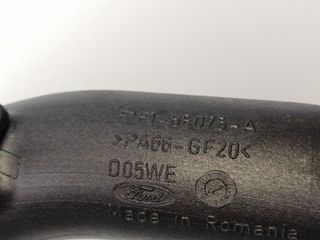 >PA66-GF20<
D05WE
Ford
Made in Romania